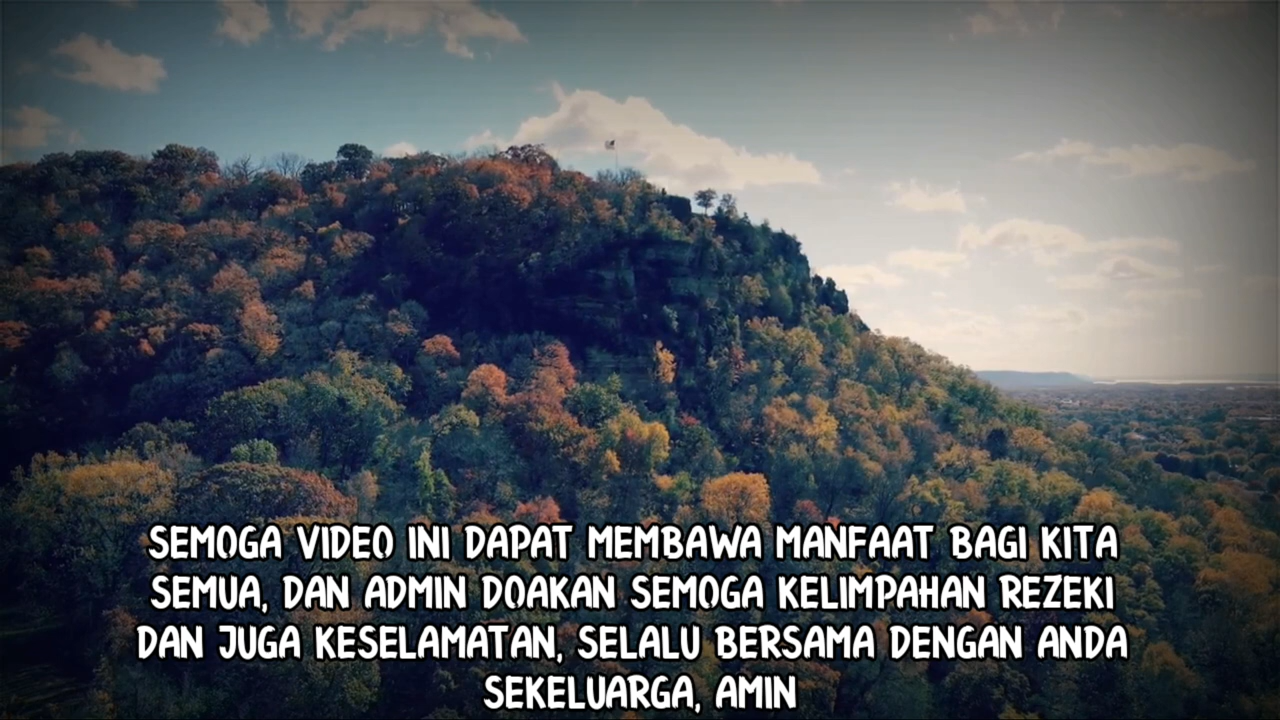 SEMOGA VIDEO INI DAPAT MEMBAWA MANFAAT BAGI KITA
SEMUA, DAN ADMIN DOAKAN SEMOGA KELIMPAHAN REZEKI
DAN JUGA KESELAMATAN, SELALU BERSAMA DENGAN ANDA
SEKELUARGA, AMIN